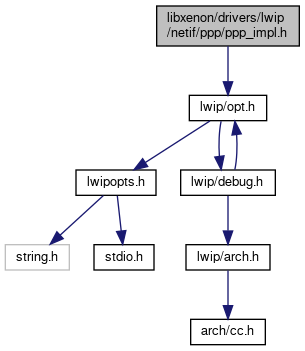 libxenon/drivers/lwip
/netif/ppp/ppp_impl.h
lwip/opt.h
lwipopts.h
lwip/debug.h
string.h
stdio.h
lwip/arch.h
arch/cc.h